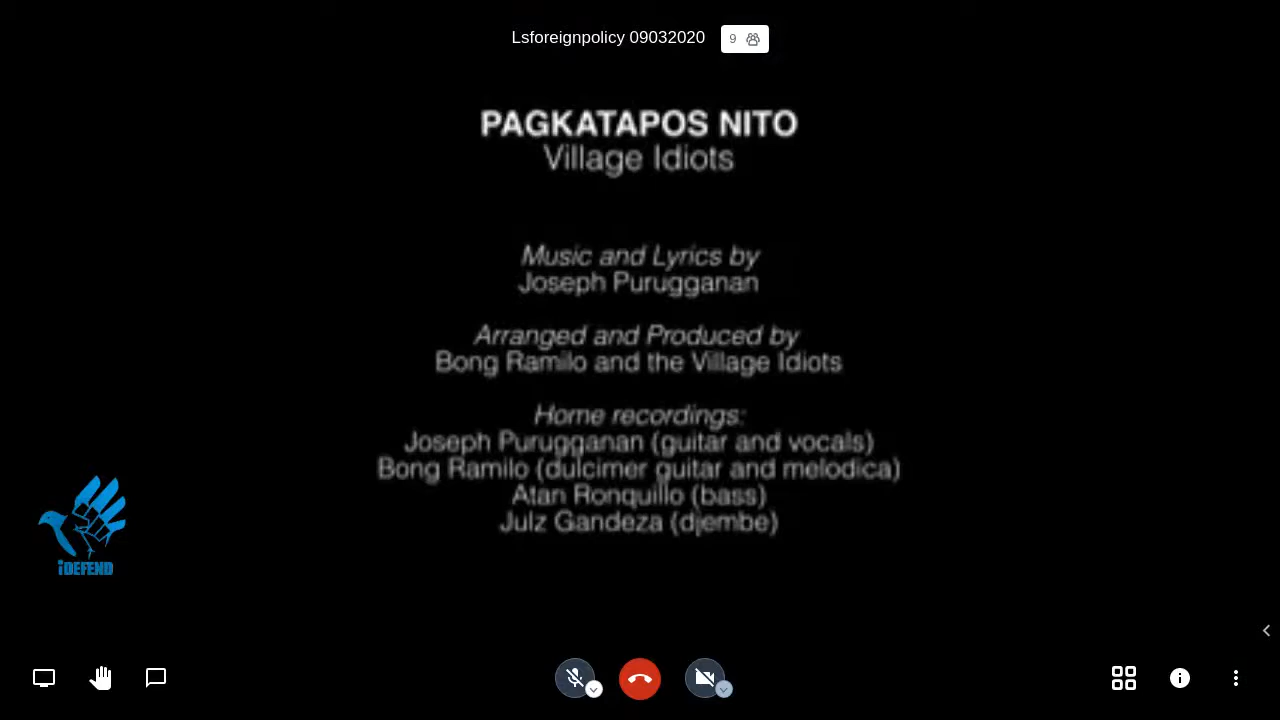 Lsforeignpolicy 09032020 9
PAGKATAPOS NITO
Village Idiots
Music and Lyrics by
Joseph Purugganan
Arranged and Produced by
Bong Ramilo and the Village Idiots
Home recordings:
Joseph Purugganan (guitar and vocals)
Bong Ramilo (dulcimer guitar and melodica)
Atan Ronquillo (bass)
Julz Gandeza (djembe)
iDEFEND